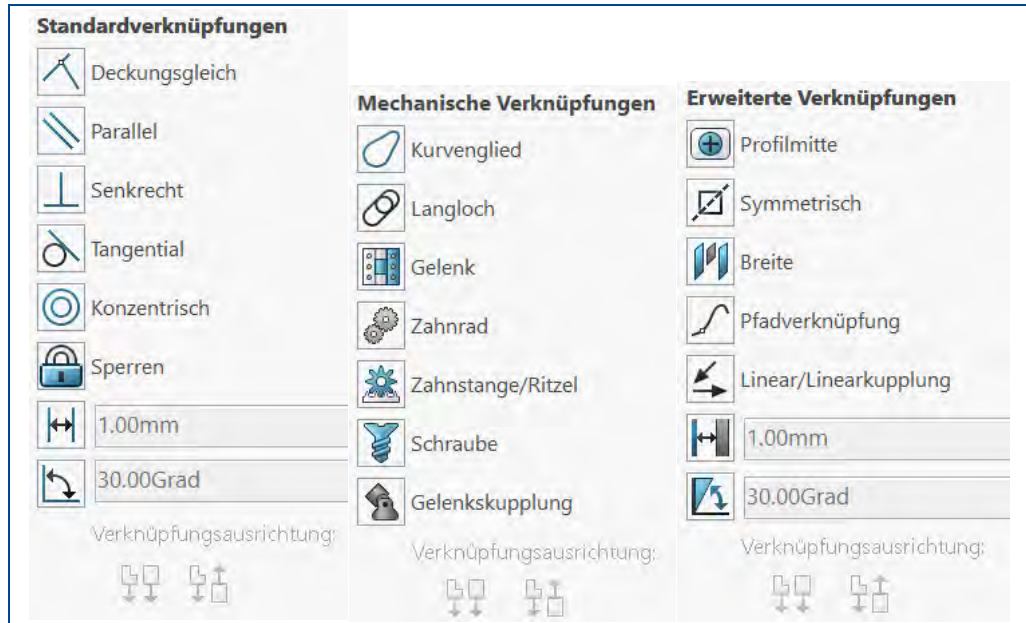 Standardverknüpfungen
Deckungsgleich
Parallel
Senkrecht
Tangential
Konzentrisch
Sperren
1.00mm
30.00Grad
Verknüpfungsausrichtung:
Mechanische Verknüpfungen
Kurvenglied
Langloch
Gelenk
Zahnrad
Zahnstange/Ritzel
Schraube
Gelenkskupplung
Verknüpfungsausrichtung:
Erweiterte Verknüpfungen
Profilmitte
Symmetrisch
Breite
Pfadverknüpfung
Linear/Linearkupplung
1.00mm
30.00Grad
Verknüpfungsausrichtung: